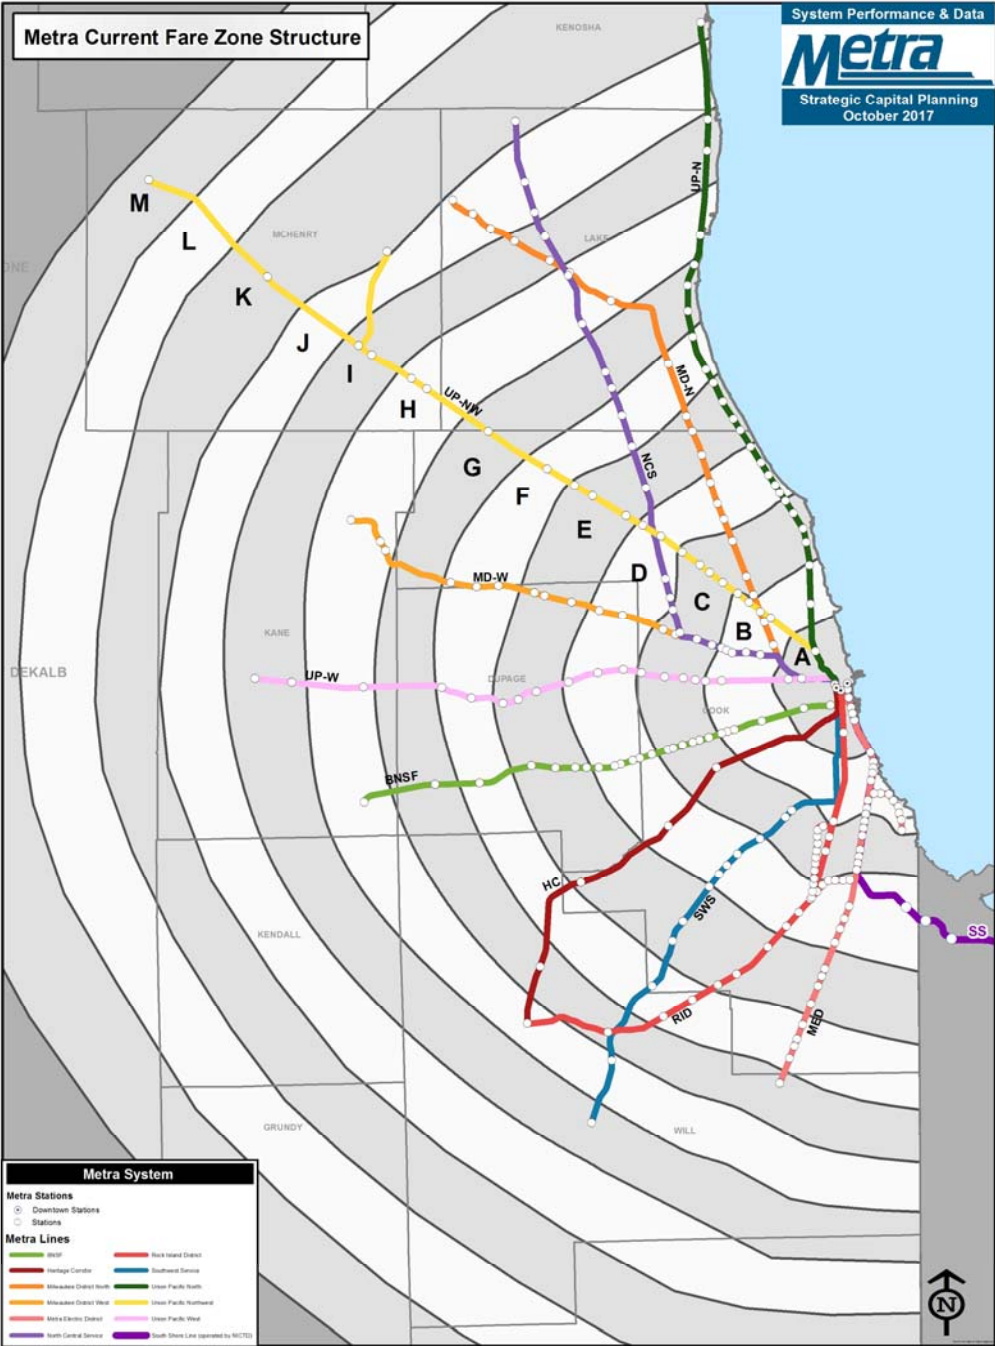 Metra Current Fare Zone Structure
System Performance & Data
Metra
Strategic Capital Planning
October 2017
KENOSHA
UP-N
M
L
MCHENRY
LAKE
K
J
I
H
UP-NW
MD-N
G
NCS
F
E
D
MD-W
C
B
A
KANE
DEKALB
UP-W
DUPAGE
COOK
BNSF
HC
SWS
KENDALL
SS
RID
MED
GRUNDY
WILL
Metra System
Metra Stations
Downtown Stations
Stations
Metra Lines
BNSF
Rock Island District
Heritage Corridor
Southwest Service
Milwaukee District North
Union Pacific North
Milwaukee District West
Union Pacific Northwest
Metra Electric District
Union Pacific West
North Central Service
South Shore Line (operated by NICTD)
N